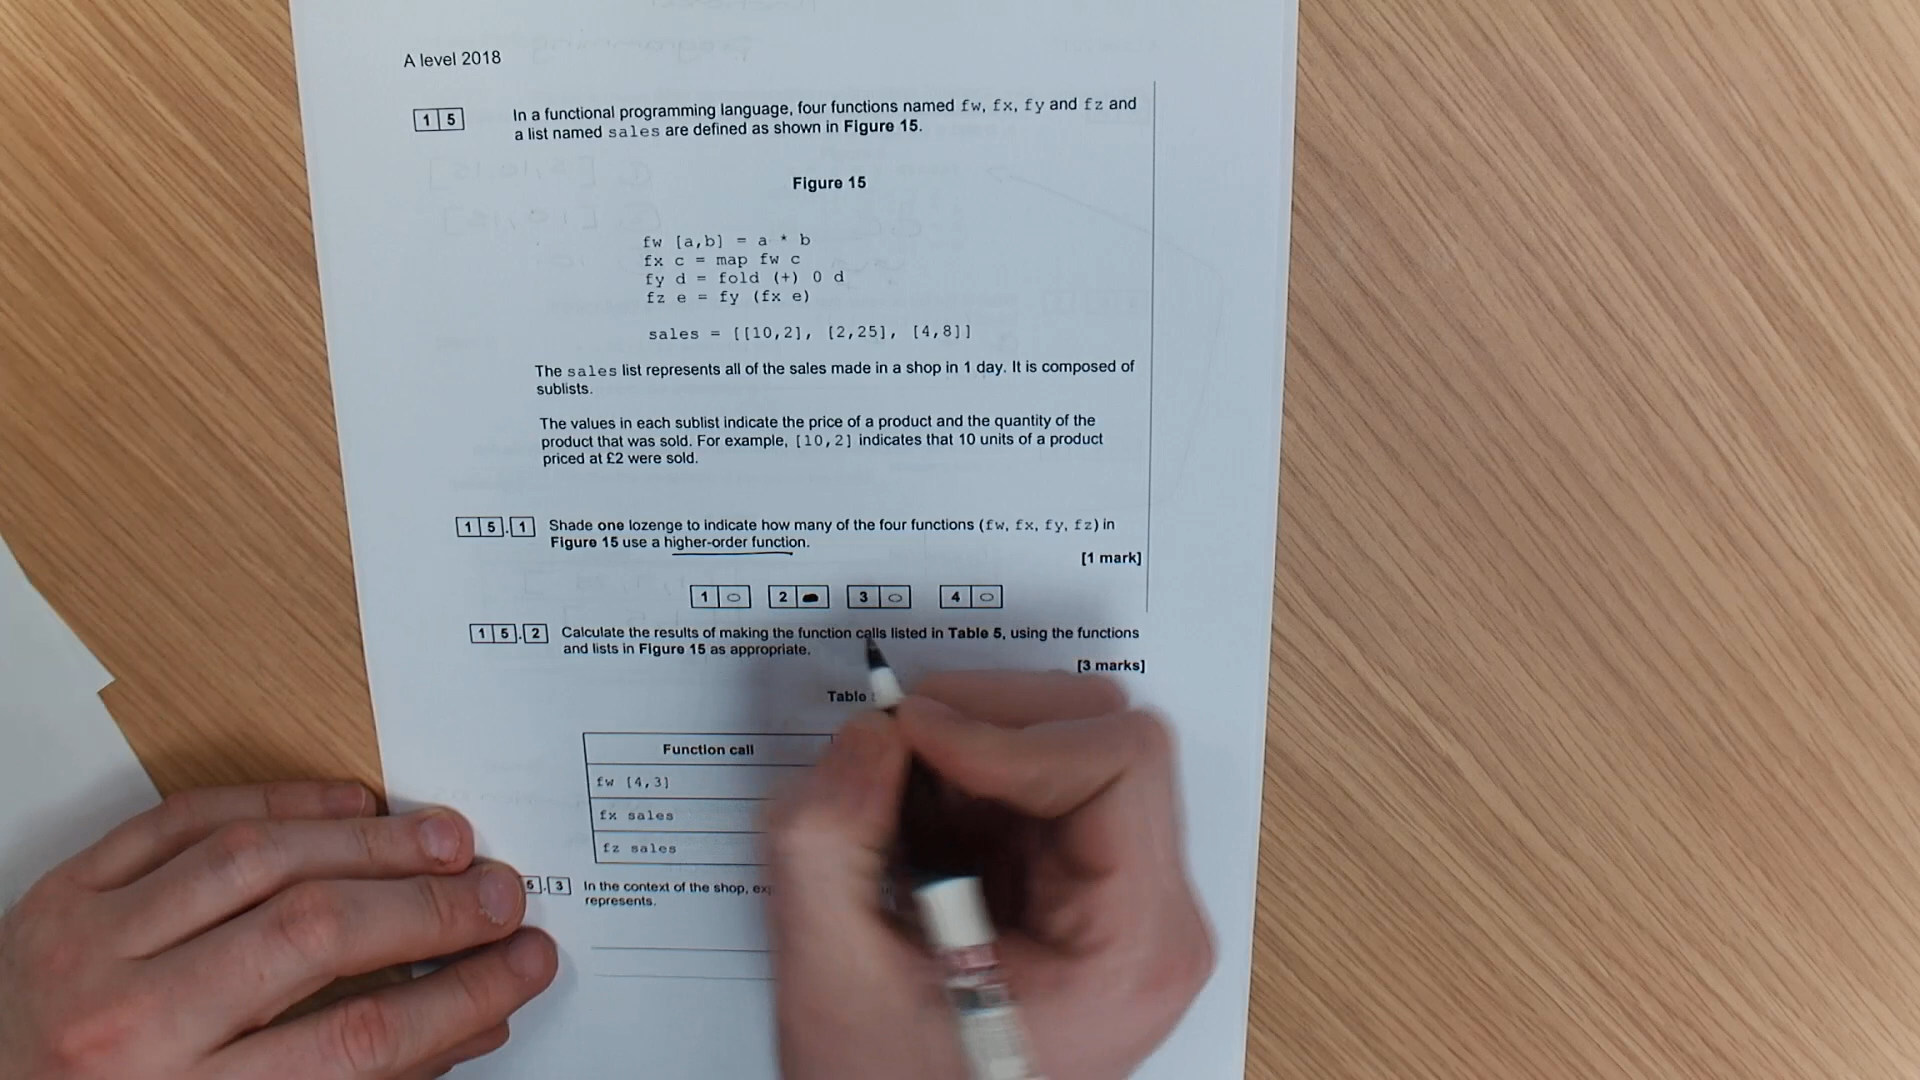 A level 2018
1 5 In a functional programming language, four functions named fw, fx, fy and fz and
a list named sales are defined as shown in Figure 15.
Figure 15
fw [a,b] = a * b
fx c = map fw c
fy d = fold (+) 0 d
fz e = fy (fx e)
sales = [[10,2], [2,25], [4,8]]
The sales list represents all of the sales made in a shop in 1 day. It is composed of
sublists.
The values in each sublist indicate the price of a product and the quantity of the
product that was sold. For example, [10,2] indicates that 10 units of a product
priced at £2 were sold.
1 5 . 1 Shade one lozenge to indicate how many of the four functions (fw, fx, fy, fz) in
Figure 15 use a higher-order function.
[1 mark]
1 2 3 4
1 5 . 2 Calculate the results of making the function calls listed in Table 5, using the functions
and lists in Figure 15 as appropriate.
[3 marks]
Table
Function call
fw [4,3]
fx sales
fz sales
5 . 3 In the context of the shop,
represents.